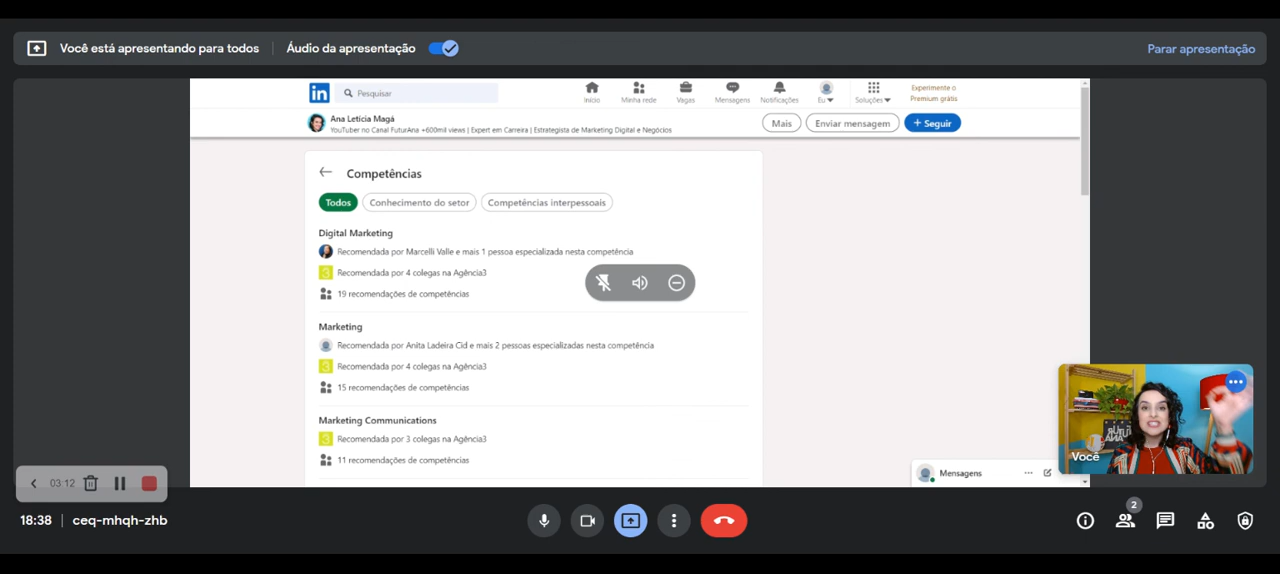 Você está apresentando para todos
Áudio da apresentação
Parar apresentação
in
Pesquisar
Início
Minha rede
Vagas
Mensagens
Notificações
Eu
Soluções
Experimente o
Premium grátis
Ana Letícia Magá
YouTuber no Canal FuturAna +600mil views | Expert em Carreira | Estrategista de Marketing Digital e Negócios
Mais
Enviar mensagem
+ Seguir
Competências
Todos
Conhecimento do setor
Competências interpessoais
Digital Marketing
Recomendada por Marcelli Valle e mais 1 pessoa especializada nesta competência
3 Recomendada por 4 colegas na Agência3
19 recomendações de competências
Marketing
Recomendada por Anita Ladeira Cid e mais 2 pessoas especializadas nesta competência
3 Recomendada por 4 colegas na Agência3
15 recomendações de competências
Marketing Communications
3 Recomendada por 3 colegas na Agência3
11 recomendações de competências
Mensagens
FUTUR
ANA
Você
03:12
18:38 | ceq-mhqh-zhb
2